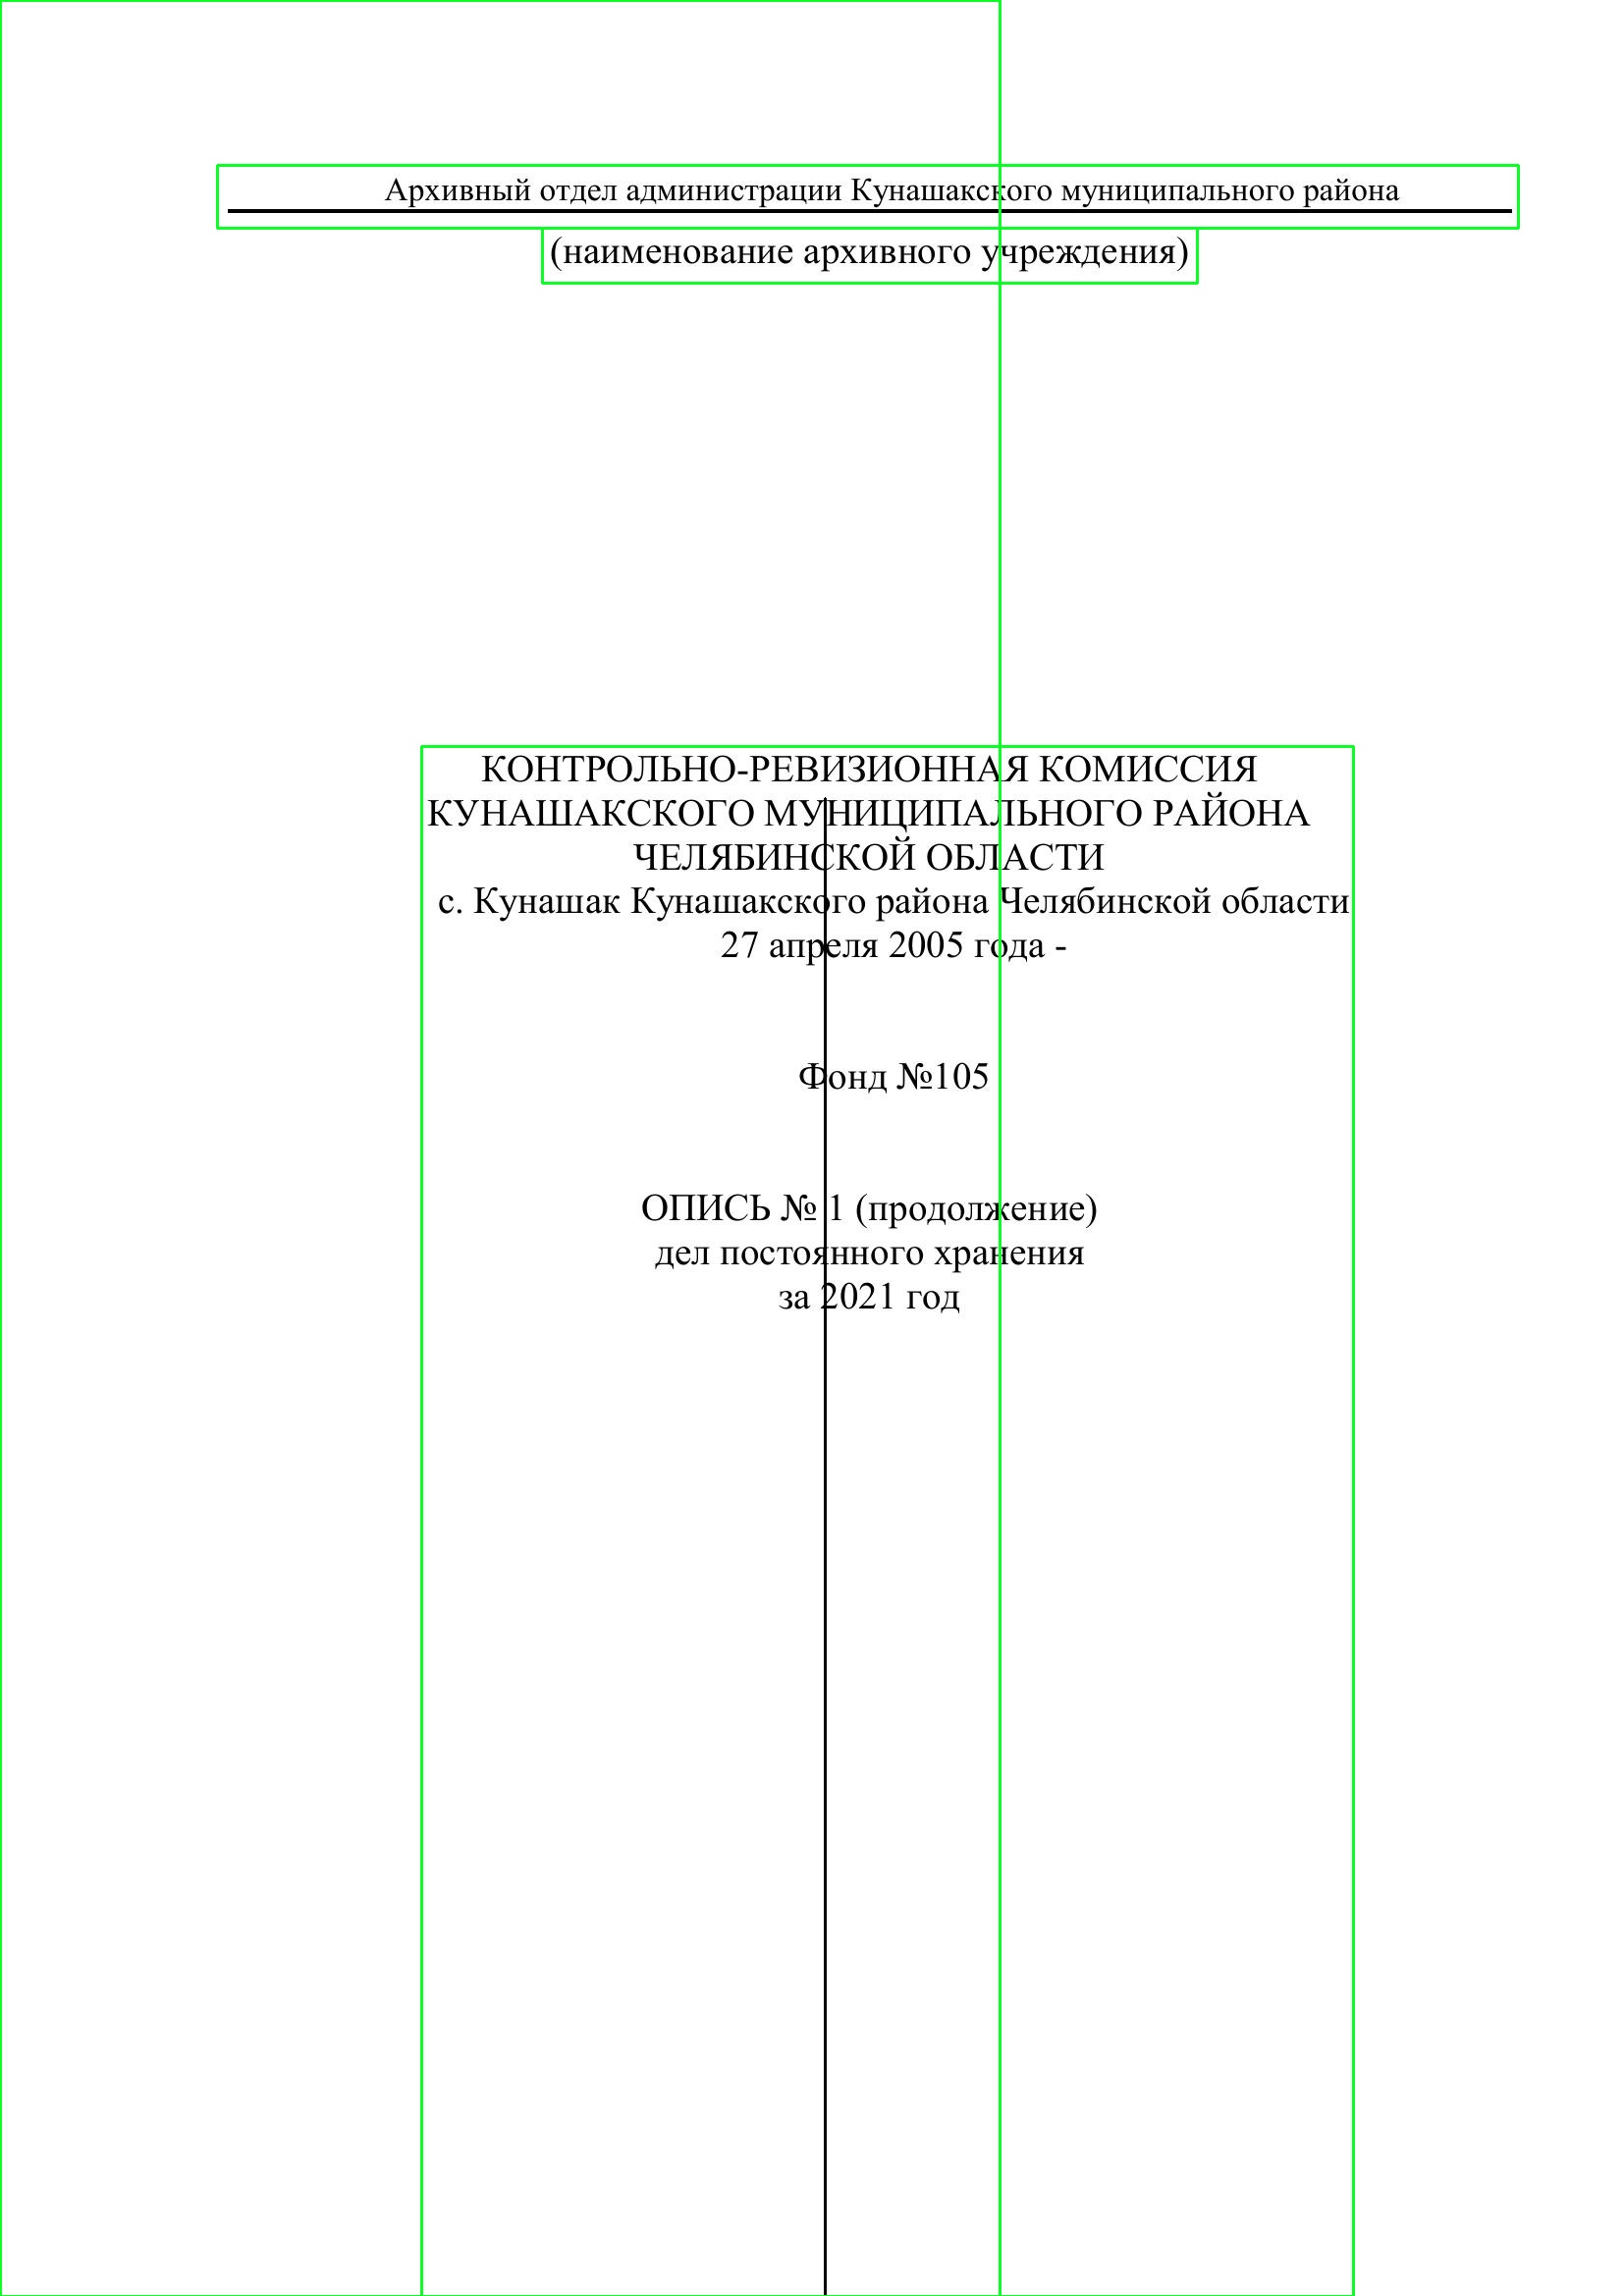 Архивный отдел администрации Кунашакского муниципального района
(наименование архивного учреждения)
КОНТРОЛЬНО-РЕВИЗИОННАЯ КОМИССИЯ
КУНАШАКСКОГО МУНИЦИПАЛЬНОГО РАЙОНА
ЧЕЛЯБИНСКОЙ ОБЛАСТИ
с. Кунашак Кунашакского района Челябинской области
27 апреля 2005 года -
Фонд №105
ОПИСЬ № 1 (продолжение)
дел постоянного хранения
за 2021 год